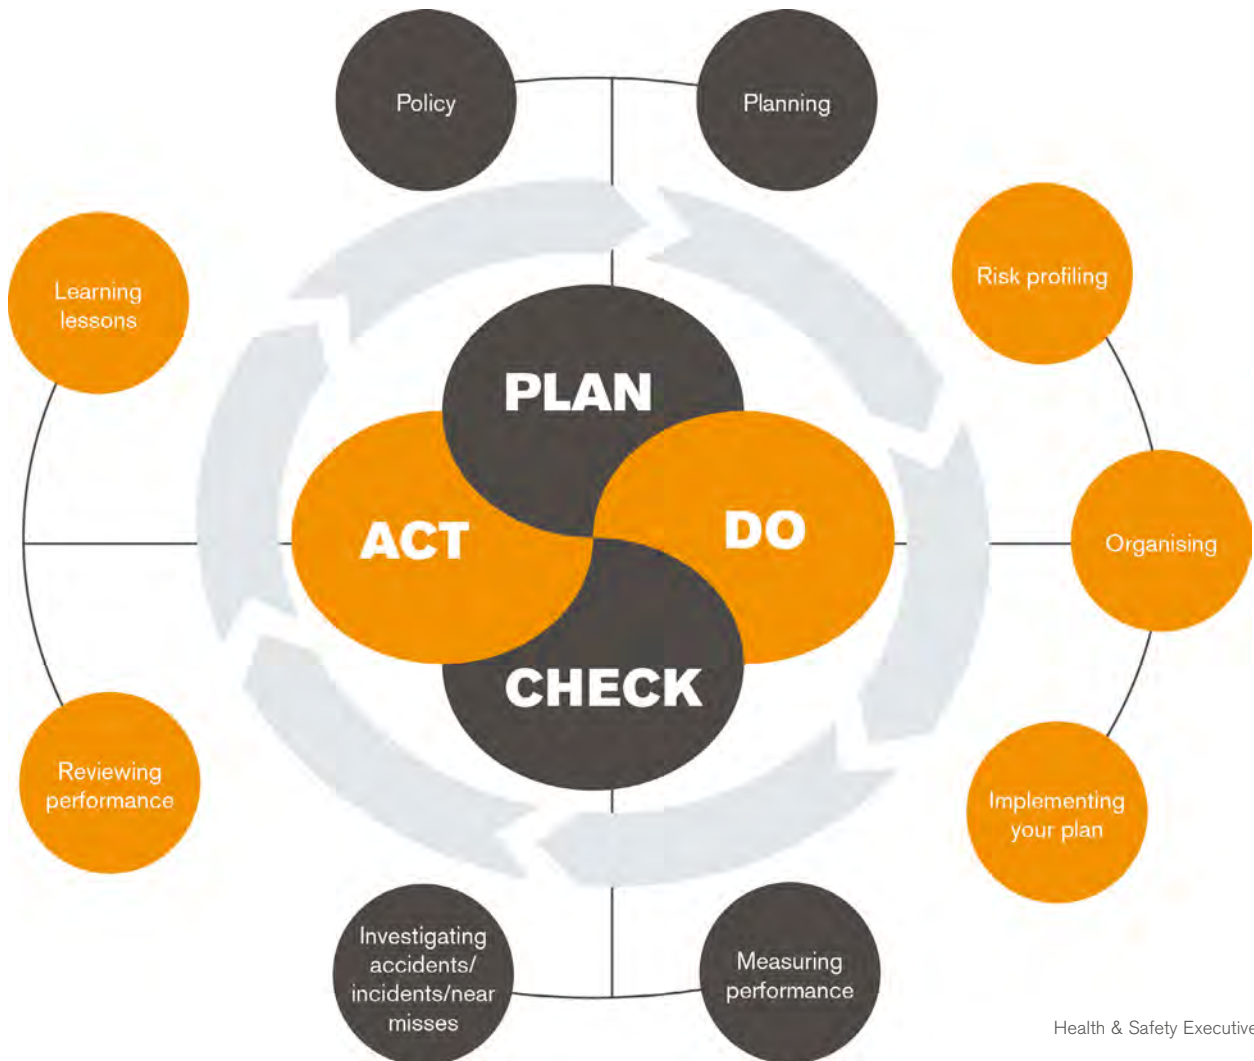 Policy
Planning
Risk profiling
Learning
lessons
PLAN
ACT
DO
Organising
CHECK
Reviewing
performance
Implementing
your plan
Investigating
accidents/
incidents/near
misses
Measuring
performance
Health & Safety Executive